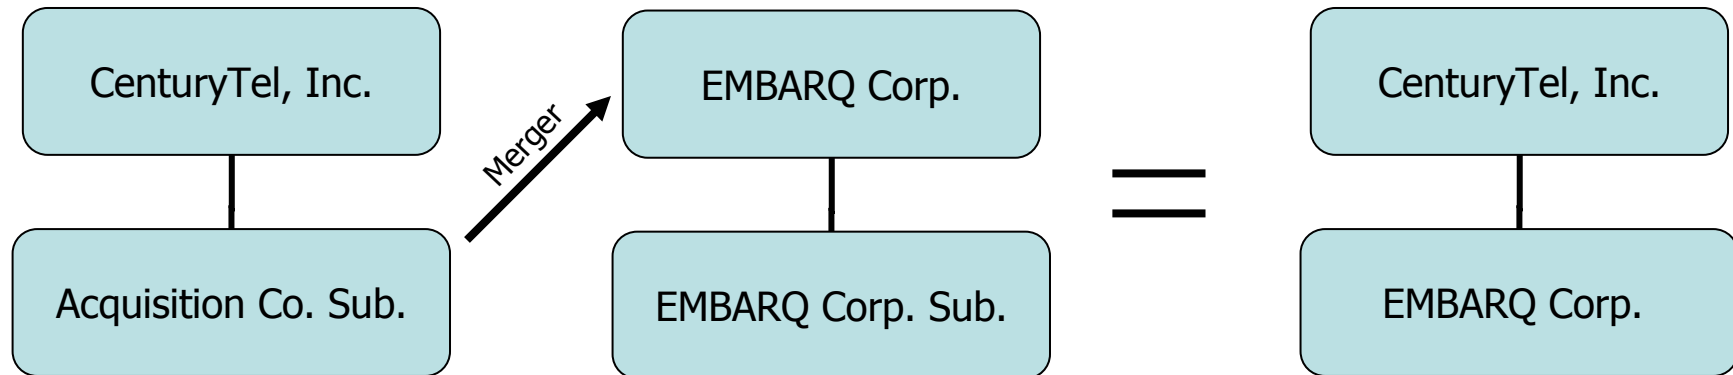 CenturyTel, Inc.
EMBARQ Corp.
CenturyTel, Inc.
Merger
Acquisition Co. Sub.
EMBARQ Corp. Sub.
EMBARQ Corp.